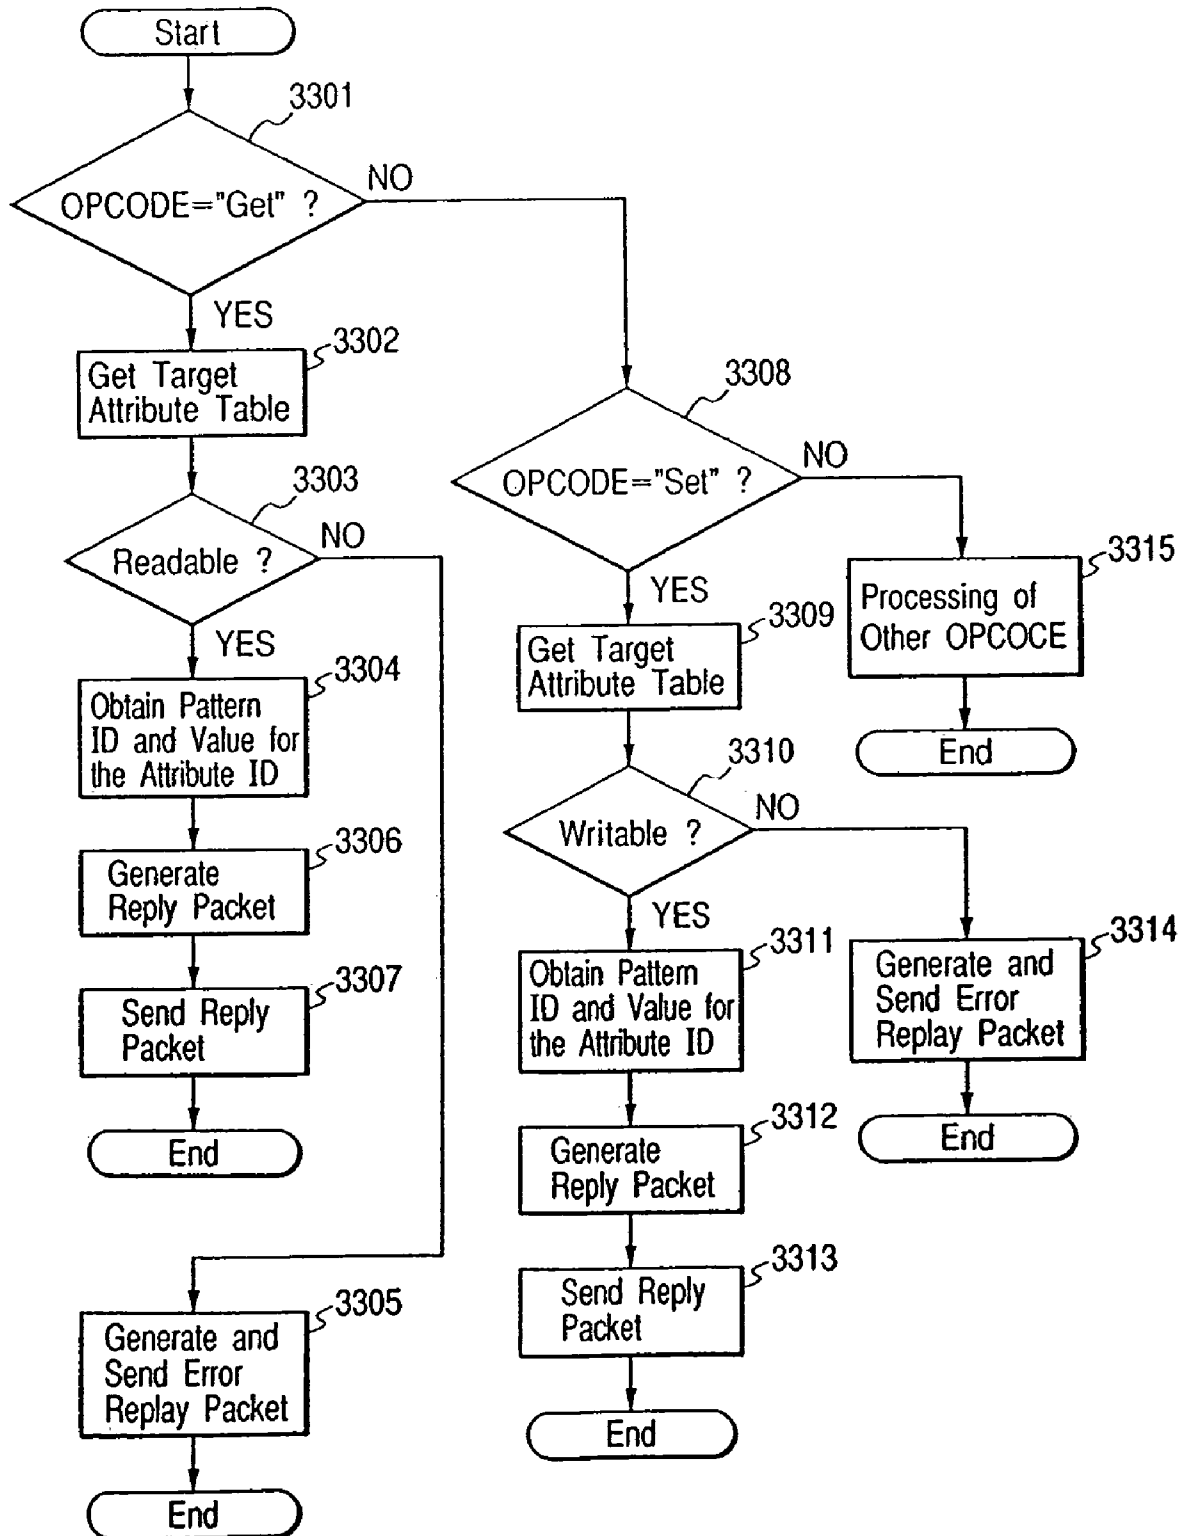 Start
3301
OPCODE="Get" ?
NO
YES
3302
Get Target
Attribute Table
3303
Readable ?
NO
YES
3304
Obtain Pattern
ID and Value for
the Attribute ID
3306
Generate
Reply Packet
3307
Send Reply
Packet
End
3305
Generate and
Send Error
Replay Packet
End
3308
OPCODE="Set" ?
NO
YES
3309
Get Target
Attribute Table
3310
Writable ?
NO
YES
3311
Obtain Pattern
ID and Value for
the Attribute ID
3312
Generate
Reply Packet
3313
Send Reply
Packet
End
3315
Processing of
Other OPCOCE
End
3314
Generate and
Send Error
Replay Packet
End